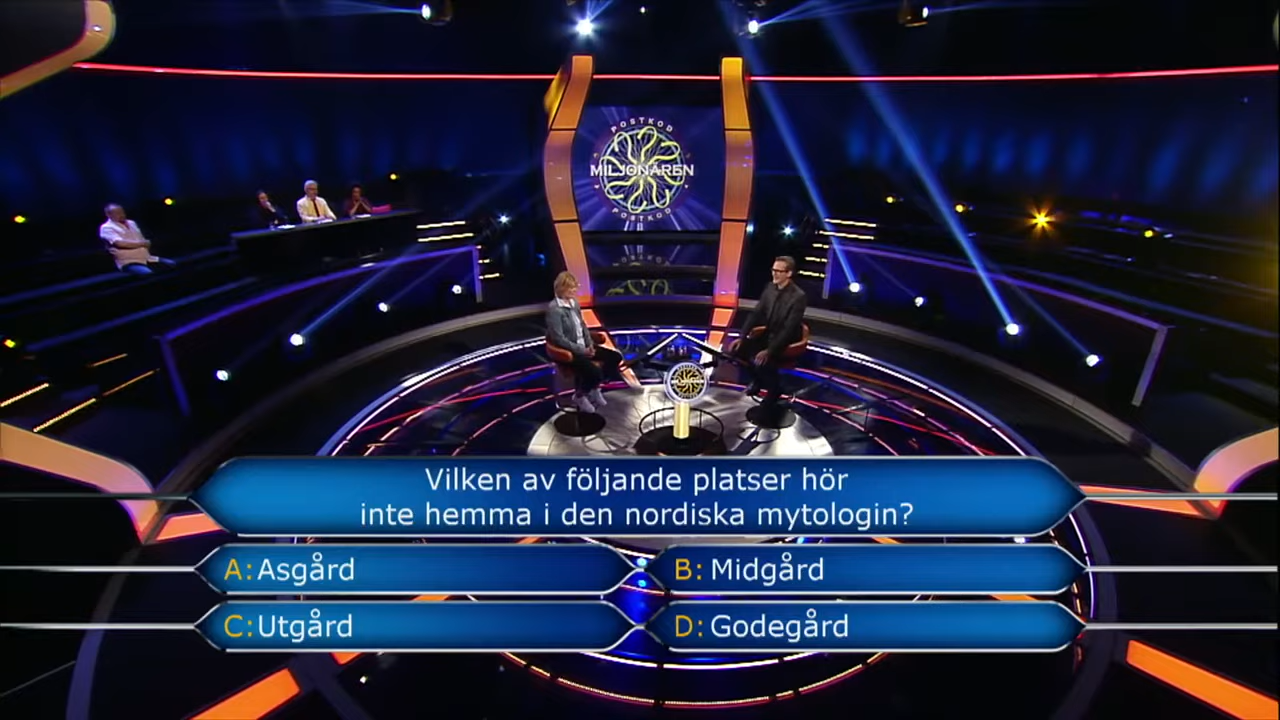 POSTKOD
MILJONÄREN
POSTKOD
Vilken av följande platser hör
inte hemma i den nordiska mytologin?
A: Asgård
B: Midgård
C: Utgård
D: Godegård